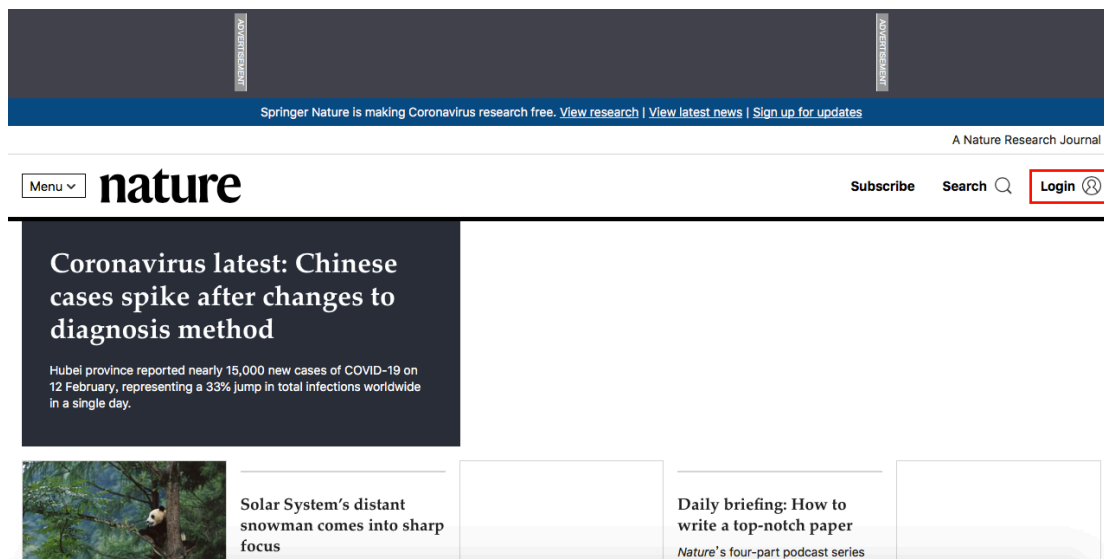 ADVERTISEMENT
ADVERTISEMENT
Springer Nature is making Coronavirus research free. View research | View latest news | Sign up for updates
A Nature Research Journal
Menu
nature
Subscribe
Search
Login
Coronavirus latest: Chinese
cases spike after changes to
diagnosis method
Hubei province reported nearly 15,000 new cases of COVID-19 on
12 February, representing a 33% jump in total infections worldwide
in a single day.
Solar System’s distant
snowman comes into sharp
focus
Daily briefing: How to
write a top-notch paper
Nature’s four-part podcast series